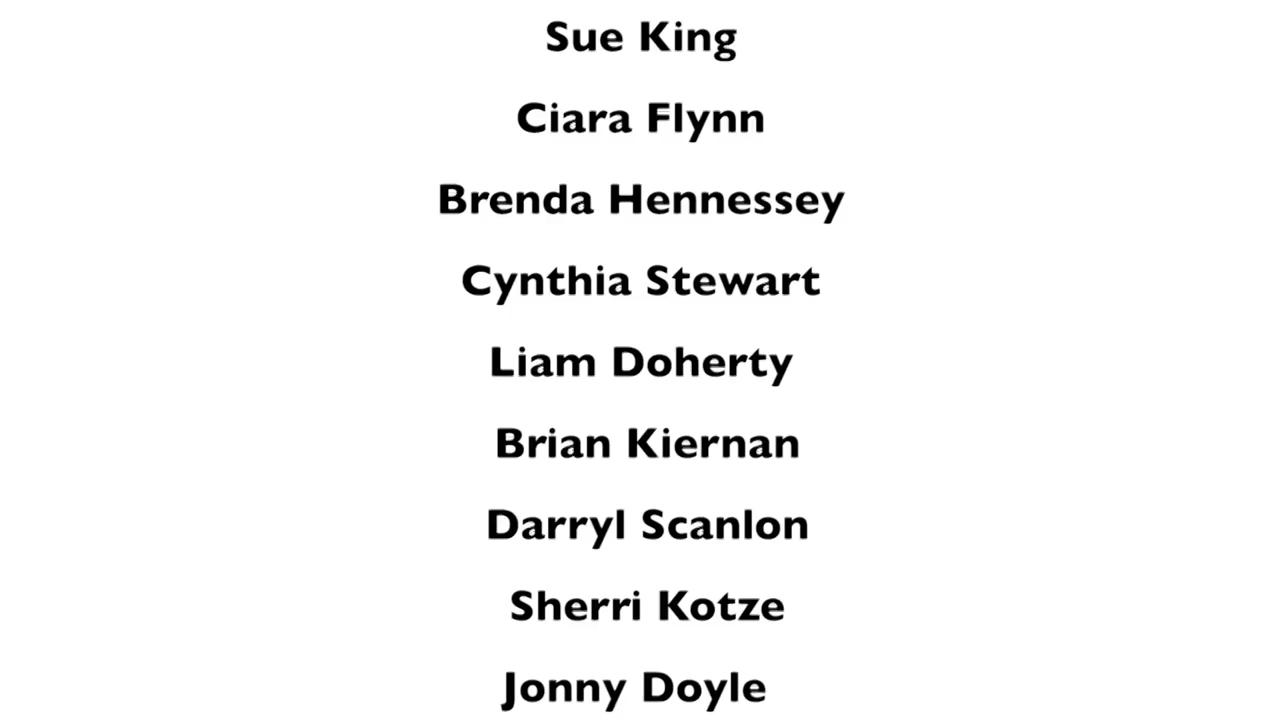 Sue King
Ciara Flynn
Brenda Hennessey
Cynthia Stewart
Liam Doherty
Brian Kiernan
Darryl Scanlon
Sherri Kotze
Jonny Doyle